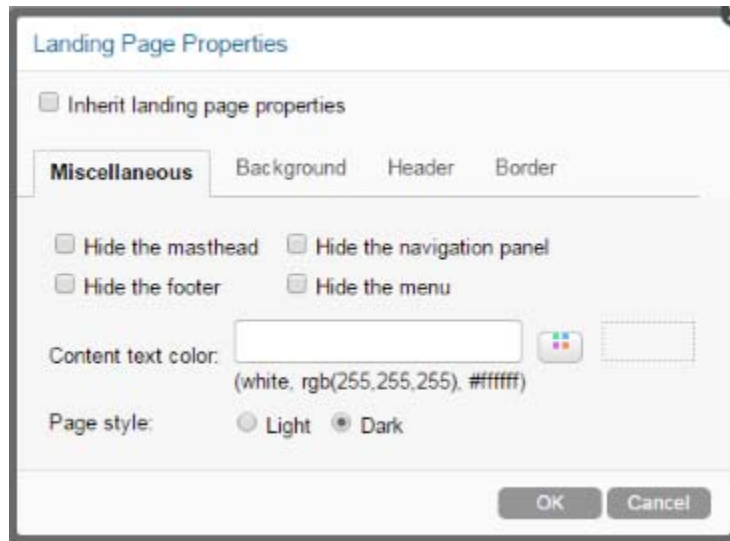 Landing Page Properties
Inherit landing page properties
Miscellaneous Background Header Border
Hide the masthead Hide the navigation panel
Hide the footer Hide the menu
Content text color:
(white, rgb(255,255,255), #ffffff)
Page style: Light Dark
OK Cancel